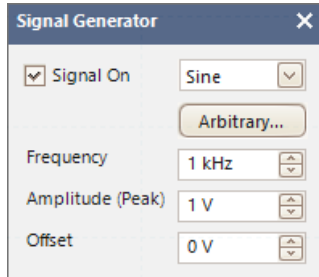 Signal Generator
Signal On Sine
Arbitrary...
Frequency 1 kHz
Amplitude (Peak) 1 V
Offset 0 V